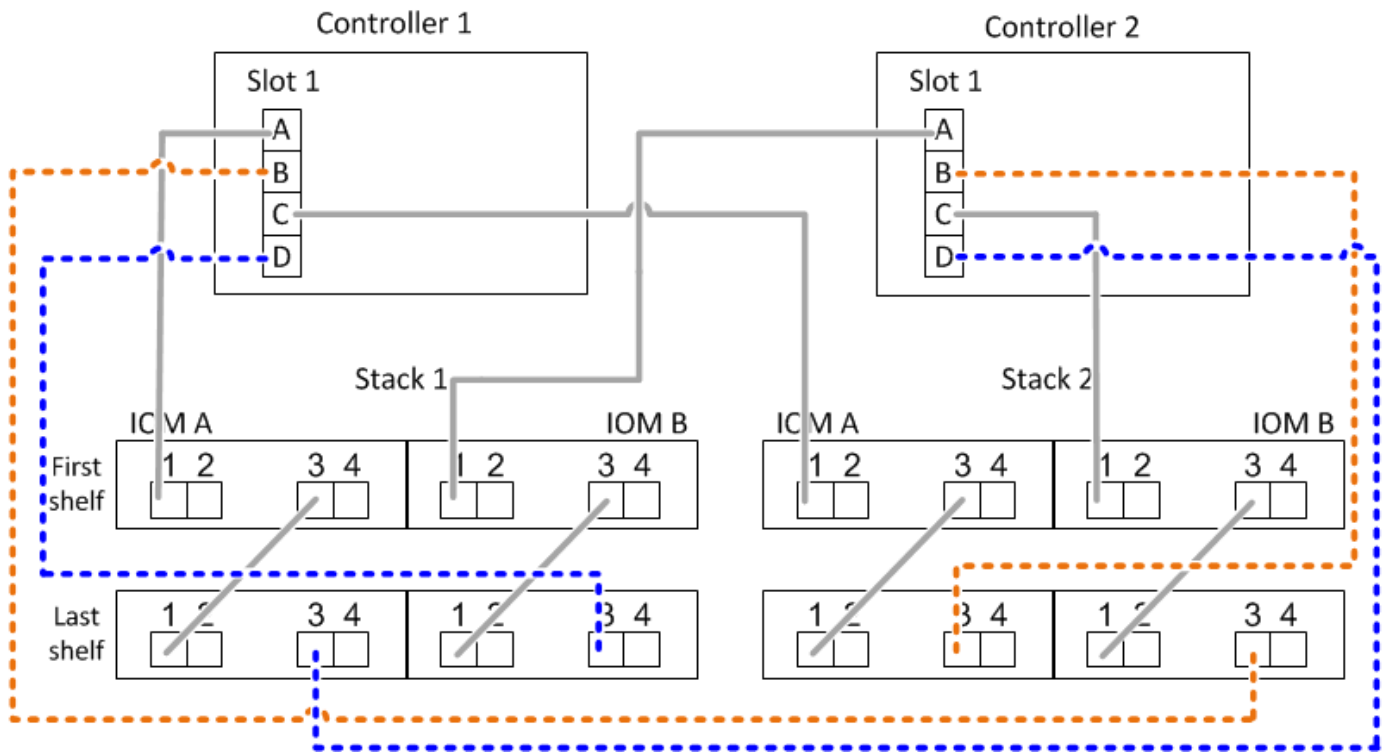 Controller 1
Controller 2
Slot 1
Slot 1
A
B
C
D
A
B
C
D
Stack 1
Stack 2
IOM A
IOM B
IOM A
IOM B
First
shelf
1 2 3 4 1 2 3 4
1 2 3 4 1 2 3 4
Last
shelf
1 2 3 4 1 2 3 4
1 2 3 4 1 2 3 4